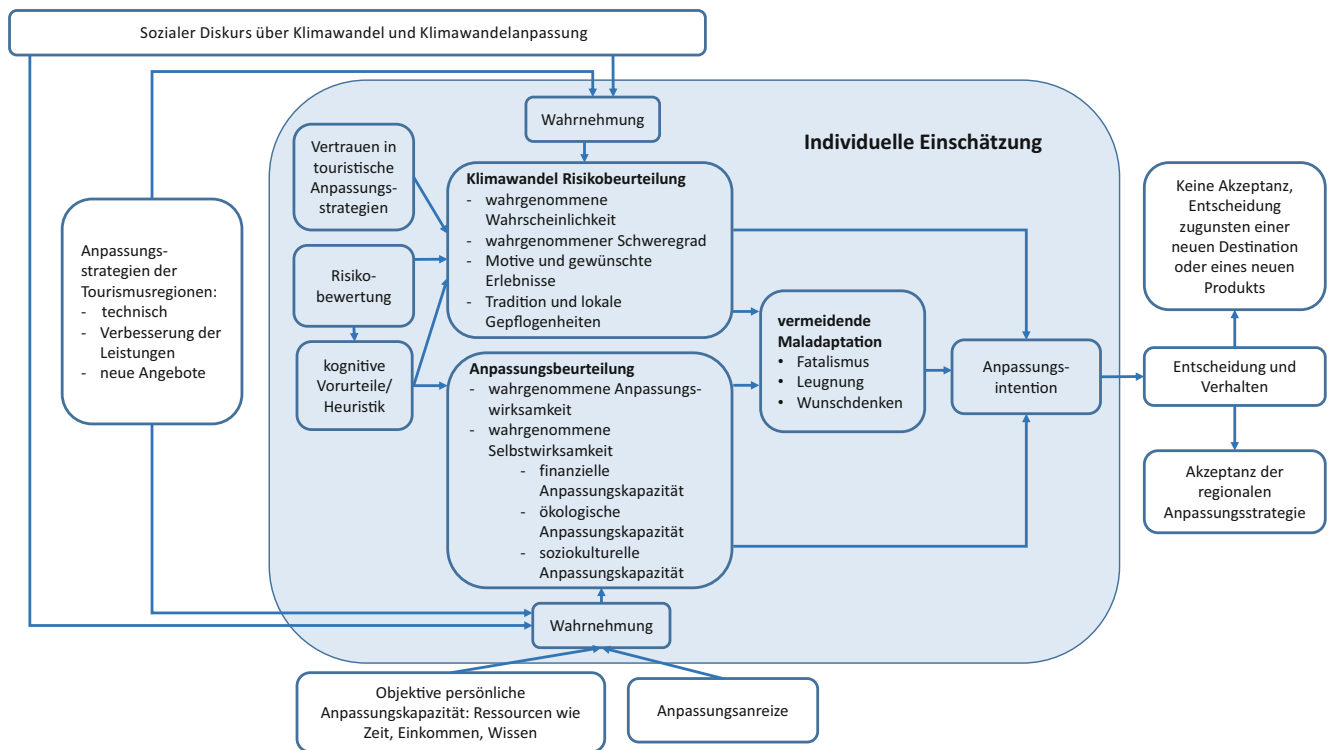 Sozialer Diskurs über Klimawandel und Klimawandelanpassung
Wahrnehmung
Individuelle Einschätzung
Vertrauen in
touristische
Anpassungs-
strategien
Klimawandel Risikobeurteilung
- wahrgenommene
Wahrscheinlichkeit
- wahrgenommener Schweregrad
- Motive und gewünschte
Erlebnisse
- Tradition und lokale
Gepflogenheiten
Keine Akzeptanz,
Entscheidung
zugunsten einer
neuen Destination
oder eines neuen
Produkts
Anpassungs-
strategien der
Tourismusregionen:
- technisch
- Verbesserung der
Leistungen
- neue Angebote
Risiko-
bewertung
kognitive
Vorurteile/
Heuristik
Anpassungsbeurteilung
- wahrgenommene Anpassungs-
wirksamkeit
- wahrgenommene
Selbstwirksamkeit
- finanzielle
Anpassungskapazität
- ökologische
Anpassungskapazität
- soziokulturelle
Anpassungskapazität
vermeidende
Maladaptation
• Fatalismus
• Leugnung
• Wunschdenken
Anpassungs-
intention
Entscheidung und
Verhalten
Akzeptanz der
regionalen
Anpassungsstrategie
Wahrnehmung
Objektive persönliche
Anpassungskapazität: Ressourcen wie
Zeit, Einkommen, Wissen
Anpassungsanreize